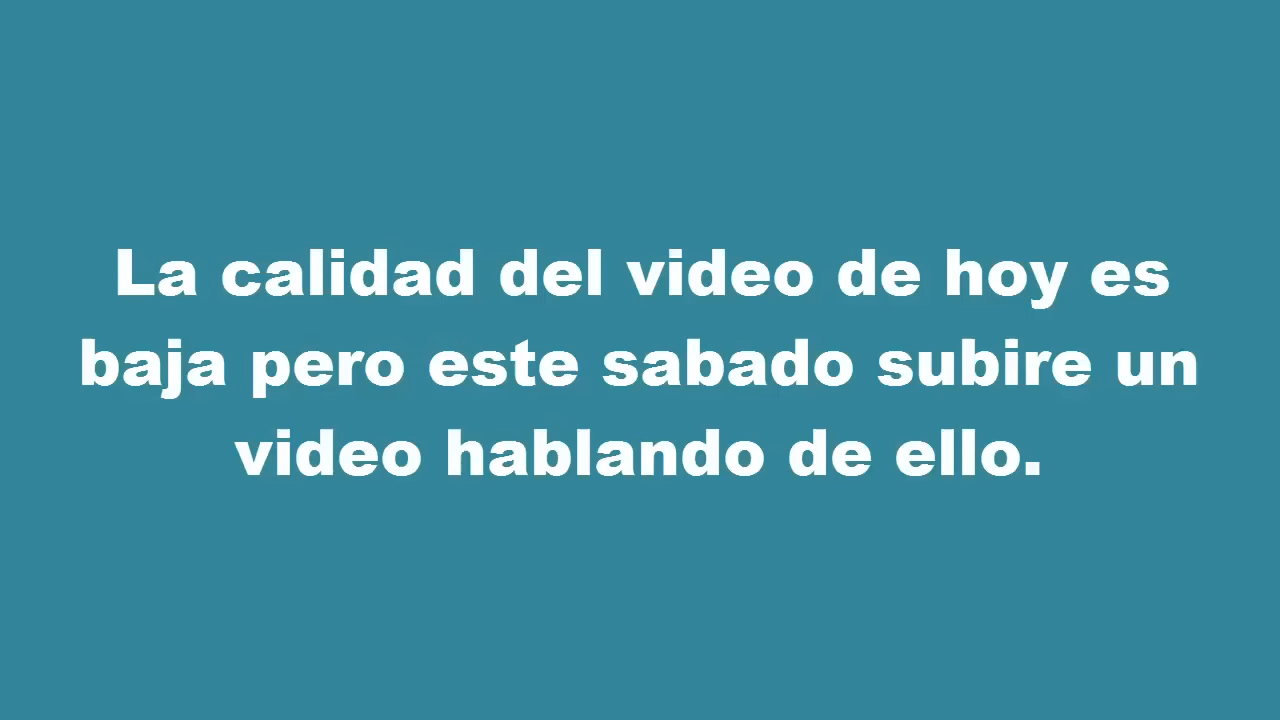 La calidad del video de hoy es
baja pero este sabado subire un
video hablando de ello.